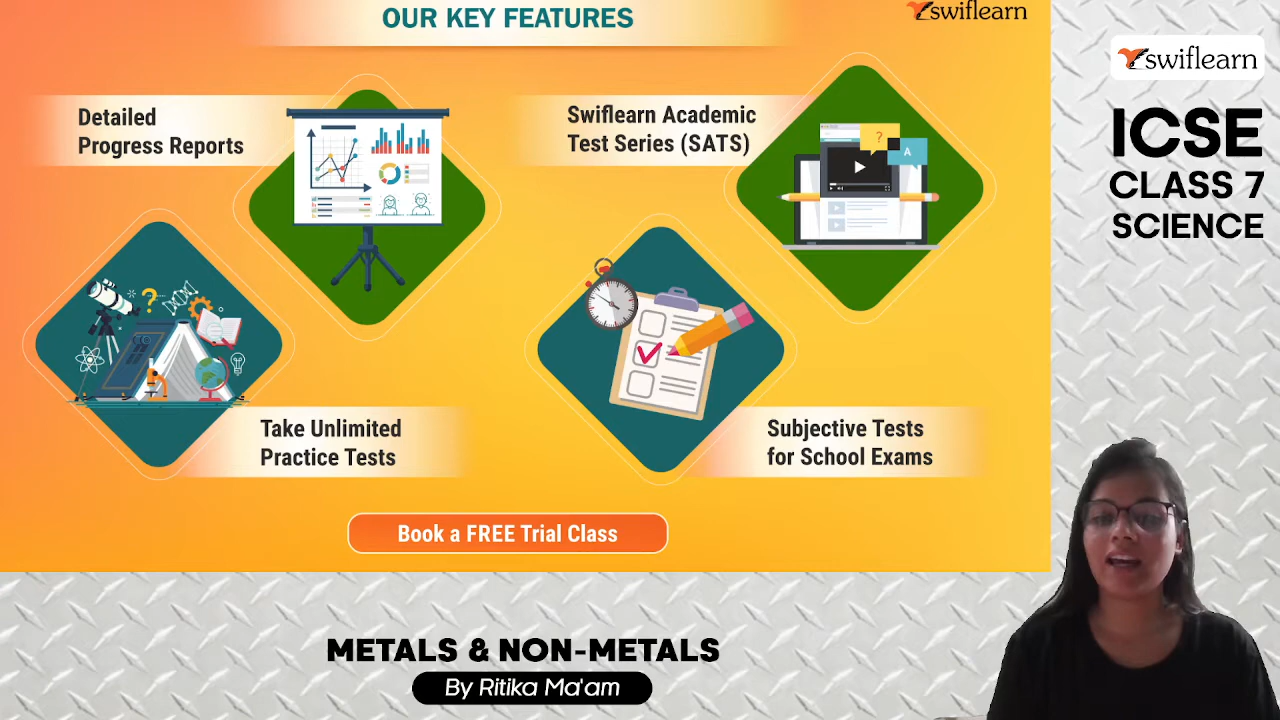 OUR KEY FEATURES
swiflearn
swiflearn
ICSE
CLASS 7
SCIENCE
Detailed
Progress Reports
Swiflearn Academic
Test Series (SATS)
?
A
?
Take Unlimited
Practice Tests
Subjective Tests
for School Exams
Book a FREE Trial Class
METALS & NON-METALS
By Ritika Ma'am